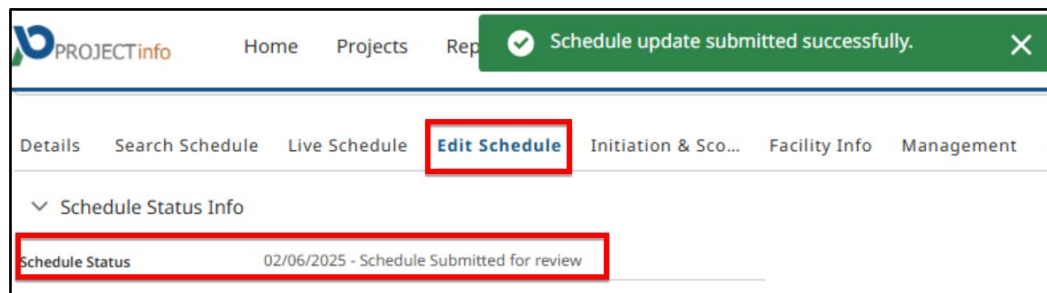 PROJECTinfo Home Projects Rep Schedule update submitted successfully.
Details Search Schedule Live Schedule Edit Schedule Initiation & Sco... Facility Info Management
Schedule Status Info
Schedule Status 02/06/2025 - Schedule Submitted for review